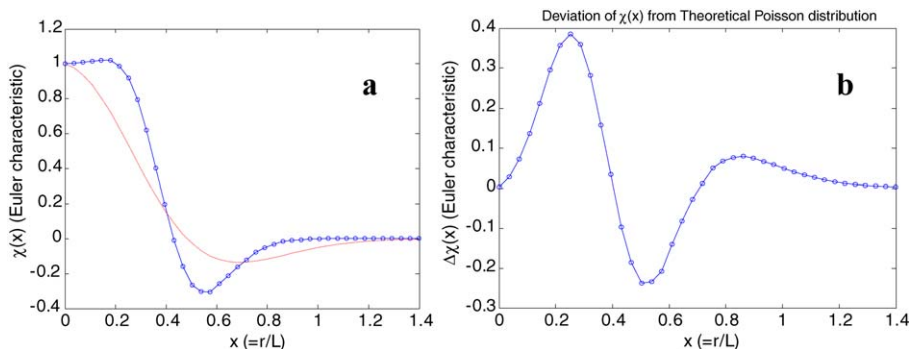 a
1
0.8
0.6
0.4
0.2
0
-0.2
-0.4
0 0.2 0.4 0.6 0.8 1 1.2 1.4
χ(x) (Euler characteristic)
x (=r/L)
Deviation of χ(x) from Theoretical Poisson distribution
b
0.4
0.3
0.2
0.1
0
-0.1
-0.2
-0.3
0 0.2 0.4 0.6 0.8 1 1.2 1.4
Δχ(x) (Euler characteristic)
x (=r/L)